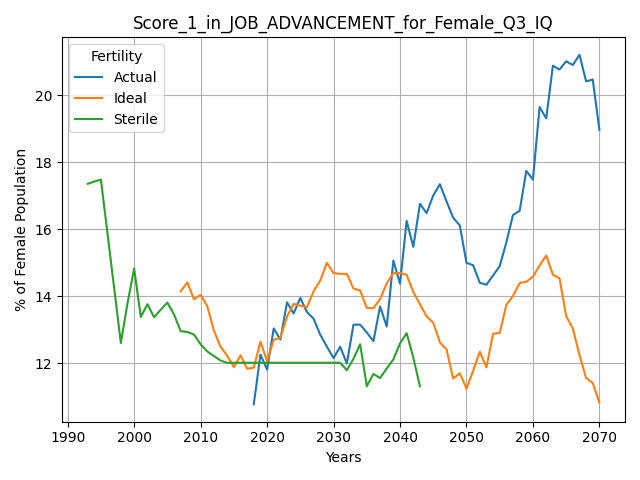 Score_1_in_JOB_ADVANCEMENT_for_Female_Q3_IQ
Fertility
Actual
Ideal
Sterile
% of Female Population
20
18
16
14
12
1990 2000 2010 2020 2030 2040 2050 2060 2070
Years